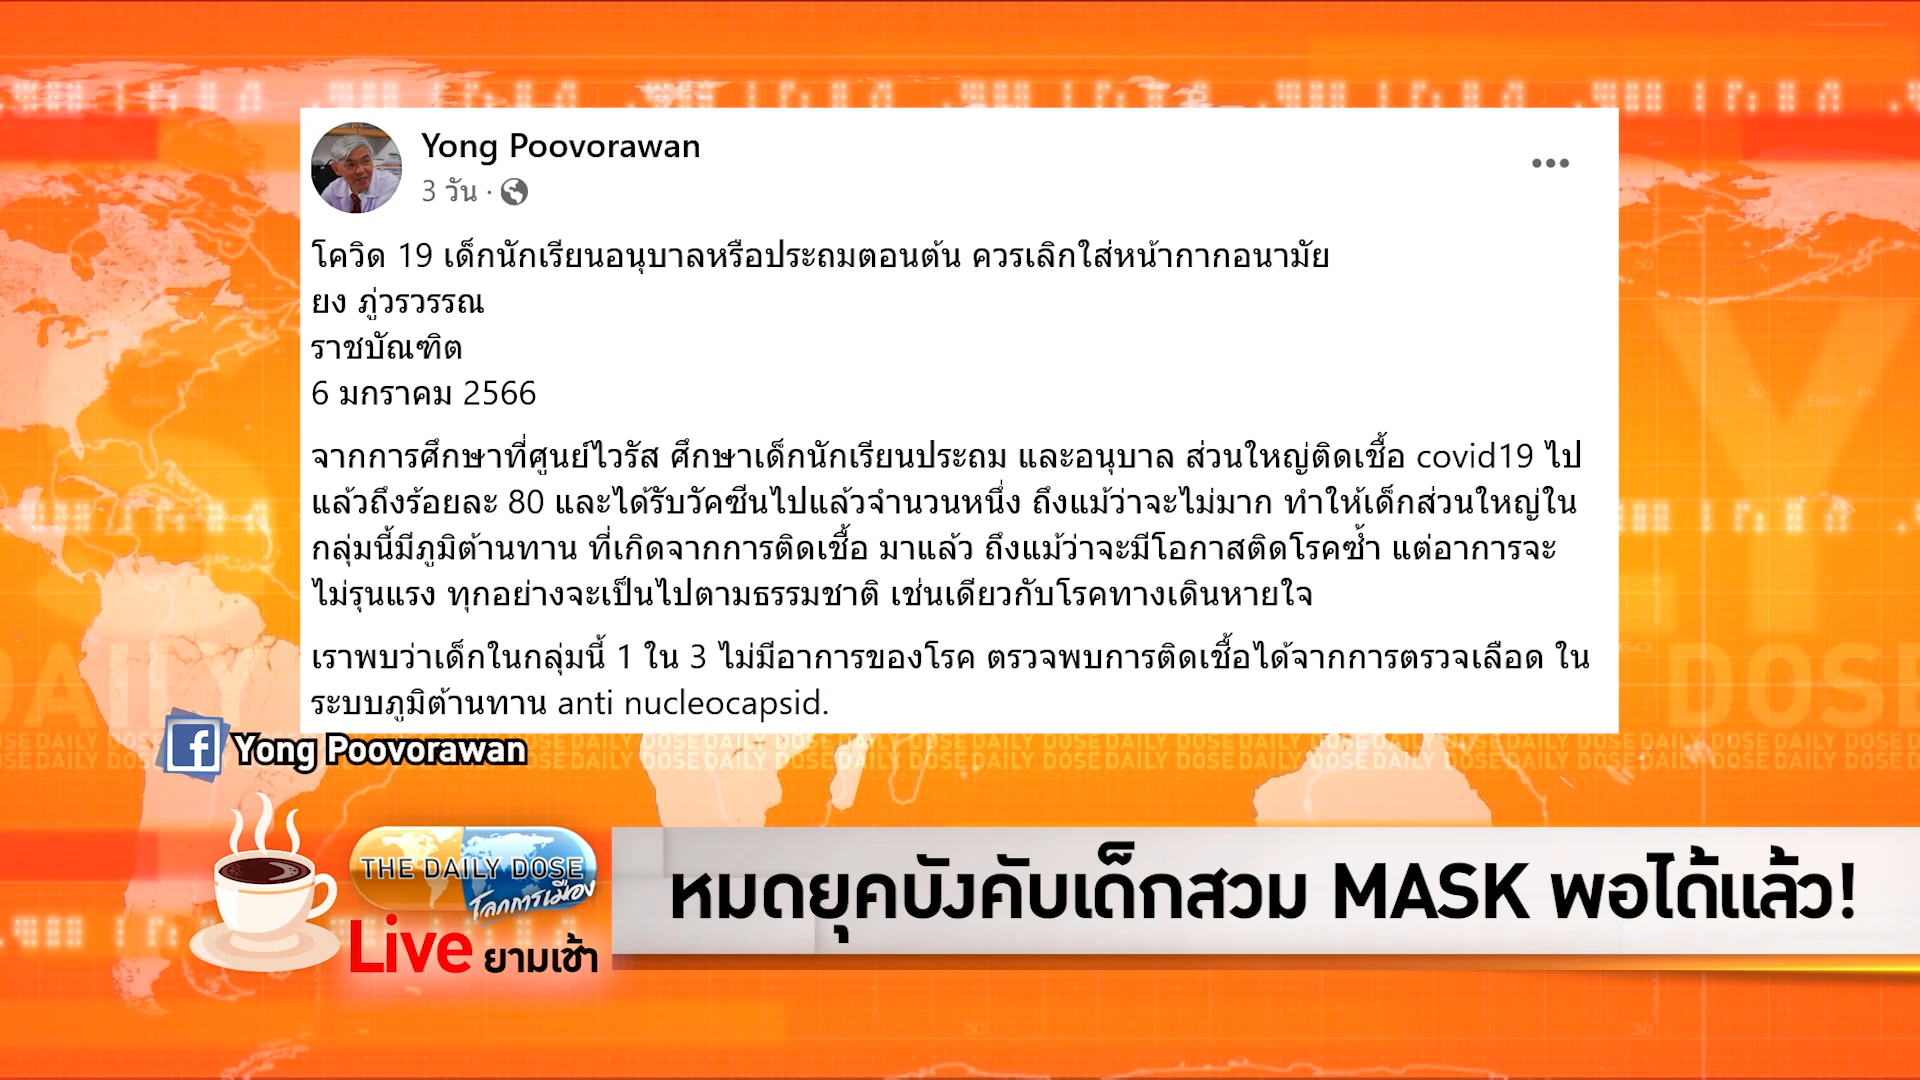 Yong Poovorawan
3 วัน ·
โควิด 19 เด็กนักเรียนอนุบาลหรือประถมตอนต้น ควรเลิกใส่หน้ากากอนามัย
ยง ภู่วรวรรณ
ราชบัณฑิต
6 มกราคม 2566
จากการศึกษาที่ศูนย์ไวรัส ศึกษาเด็กนักเรียนประถม และอนุบาล ส่วนใหญ่ติดเชื้อ covid19 ไป
แล้วถึงร้อยละ 80 และได้รับวัคซีนไปแล้วจำนวนหนึ่ง ถึงแม้ว่าจะไม่มาก ทำให้เด็กส่วนใหญ่ใน
กลุ่มนี้มีภูมิต้านทาน ที่เกิดจากการติดเชื้อ มาแล้ว ถึงแม้ว่าจะมีโอกาสติดโรคซ้ำ แต่อาการจะ
ไม่รุนแรง ทุกอย่างจะเป็นไปตามธรรมชาติ เช่นเดียวกับโรคทางเดินหายใจ
เราพบว่าเด็กในกลุ่มนี้ 1 ใน 3 ไม่มีอาการของโรค ตรวจพบการติดเชื้อได้จากการตรวจเลือด ใน
ระบบภูมิต้านทาน anti nucleocapsid.
f Yong Poovorawan
THE DAILY DOSE
โลกการเมือง
Live ยามเช้า
หมดยุคบังคับเด็กสวม MASK พอได้แล้ว!